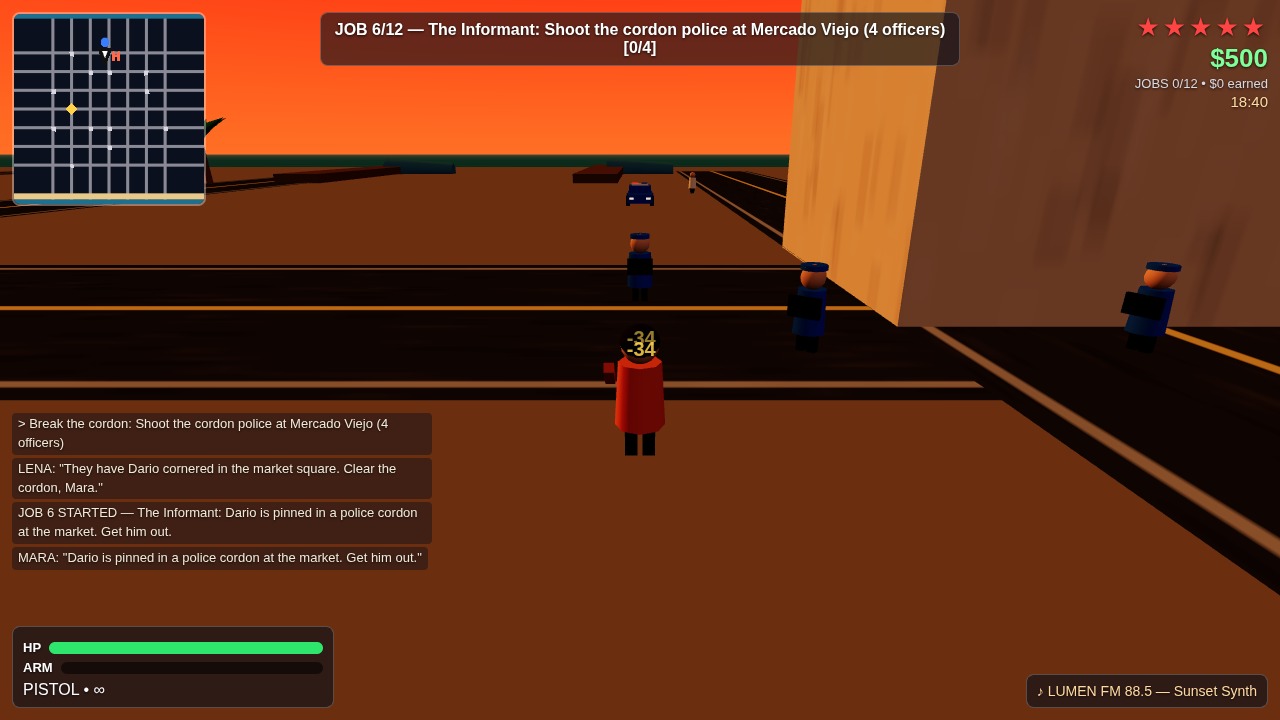 H
JOB 6/12 — The Informant: Shoot the cordon police at Mercado Viejo (4 officers)
[0/4]
★★★★★
$500
JOBS 0/12 • $0 earned
18:40
-34
-34
> Break the cordon: Shoot the cordon police at Mercado Viejo (4
officers)
LENA: "They have Dario cornered in the market square. Clear the
cordon, Mara."
JOB 6 STARTED — The Informant: Dario is pinned in a police cordon
at the market. Get him out.
MARA: "Dario is pinned in a police cordon at the market. Get him out."
HP
ARM
PISTOL • ∞
♪ LUMEN FM 88.5 — Sunset Synth